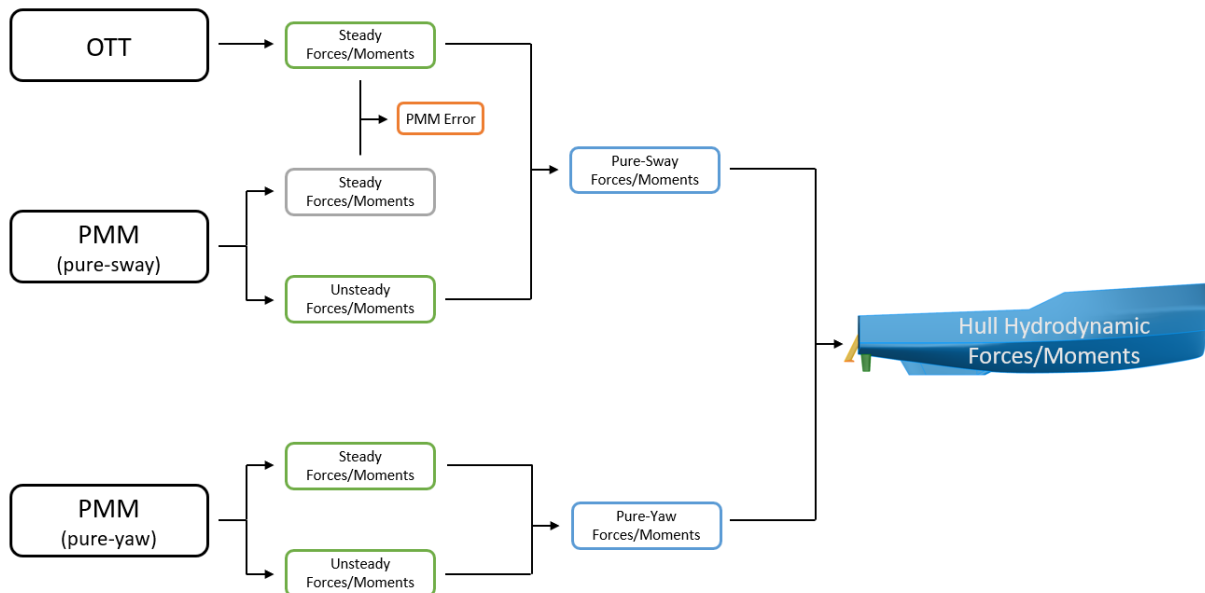 OTT
Steady
Forces/Moments
PMM Error
Steady
Forces/Moments
PMM
(pure-sway)
Unsteady
Forces/Moments
Pure-Sway
Forces/Moments
Hull Hydrodynamic
Forces/Moments
Steady
Forces/Moments
PMM
(pure-yaw)
Unsteady
Forces/Moments
Pure-Yaw
Forces/Moments